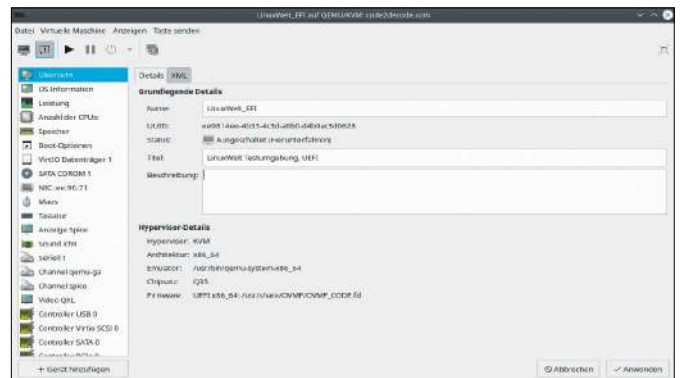 LinuxWelt_EFI auf QEMU/KVM: code2decode.com
Datei Virtuelle Maschine Anzeigen Taste senden
Übersicht
OS Information
Leistung
Anzahl der CPUs
Speicher
Boot-Optionen
VirtIO Datenträger 1
SATA CDROM 1
NIC :ee:96:71
Maus
Tastatur
Anzeige Spice
Sound ich9
Seriell 1
Channel qemu-ga
Channel spice
Video QXL
Controller USB 0
Controller Virtio SCSI 0
Controller SATA 0
Controller PCIe 0
+ Gerät hinzufügen
Details XML
Grundlegende Details
Name: LinuxWelt_EFI
UUID:
Status: Ausgeschaltet (Herunterfahren)
Titel: LinuxWelt Testumgebung, UEFI
Beschreibung:
Hypervisor-Details
Hypervisor: KVM
Architektur: x86_64
Emulator: /usr/bin/qemu-system-x86_64
Chipsatz: Q35
Firmware: UEFI x86_64: /usr/share/OVMF/OVMF_CODE.fd
Abbrechen Anwenden